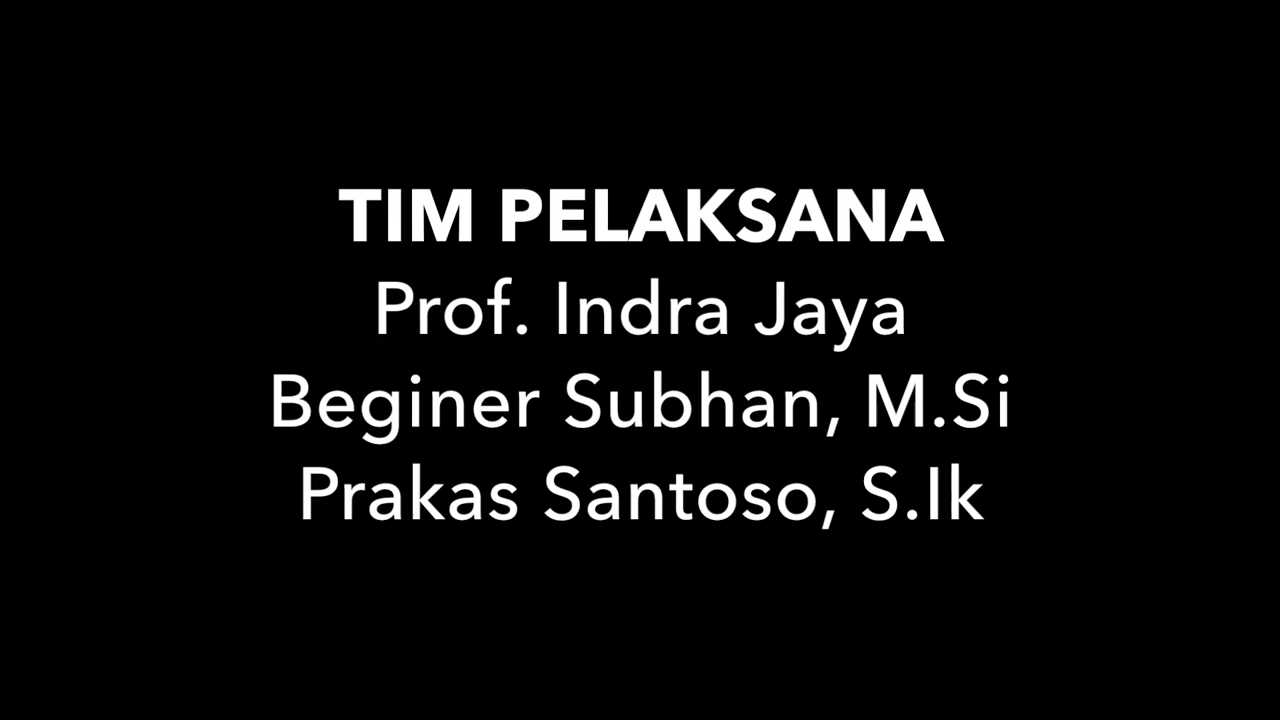 TIM PELAKSANA
Prof. Indra Jaya
Beginer Subhan, M.Si
Prakas Santoso, S.Ik